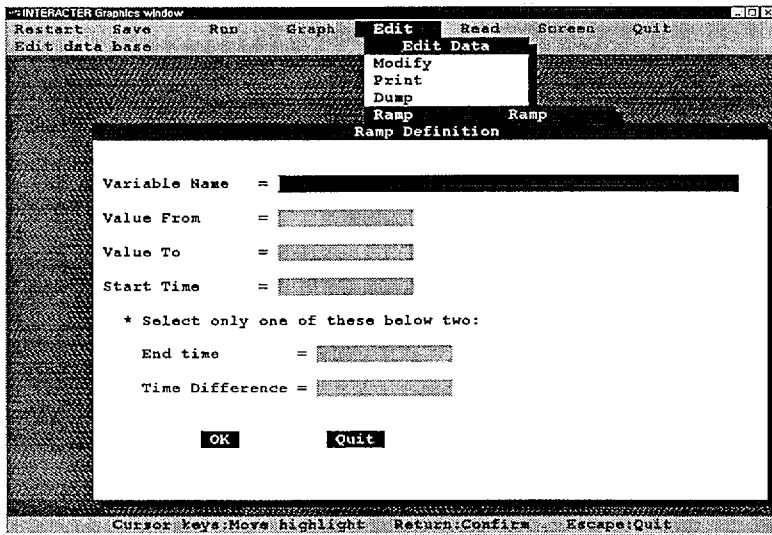 INTERACTER Graphics window
Restart Save Run Graph Edit Read Screen Quit
Edit data base
Edit Data
Modify
Print
Dump
Ramp Ramp
Ramp Definition
Variable Name =
Value From =
Value To =
Start Time =
* Select only one of these below two:
End time =
Time Difference =
OK Quit
Cursor keys:Move highlight Return:Confirm Escape:Quit